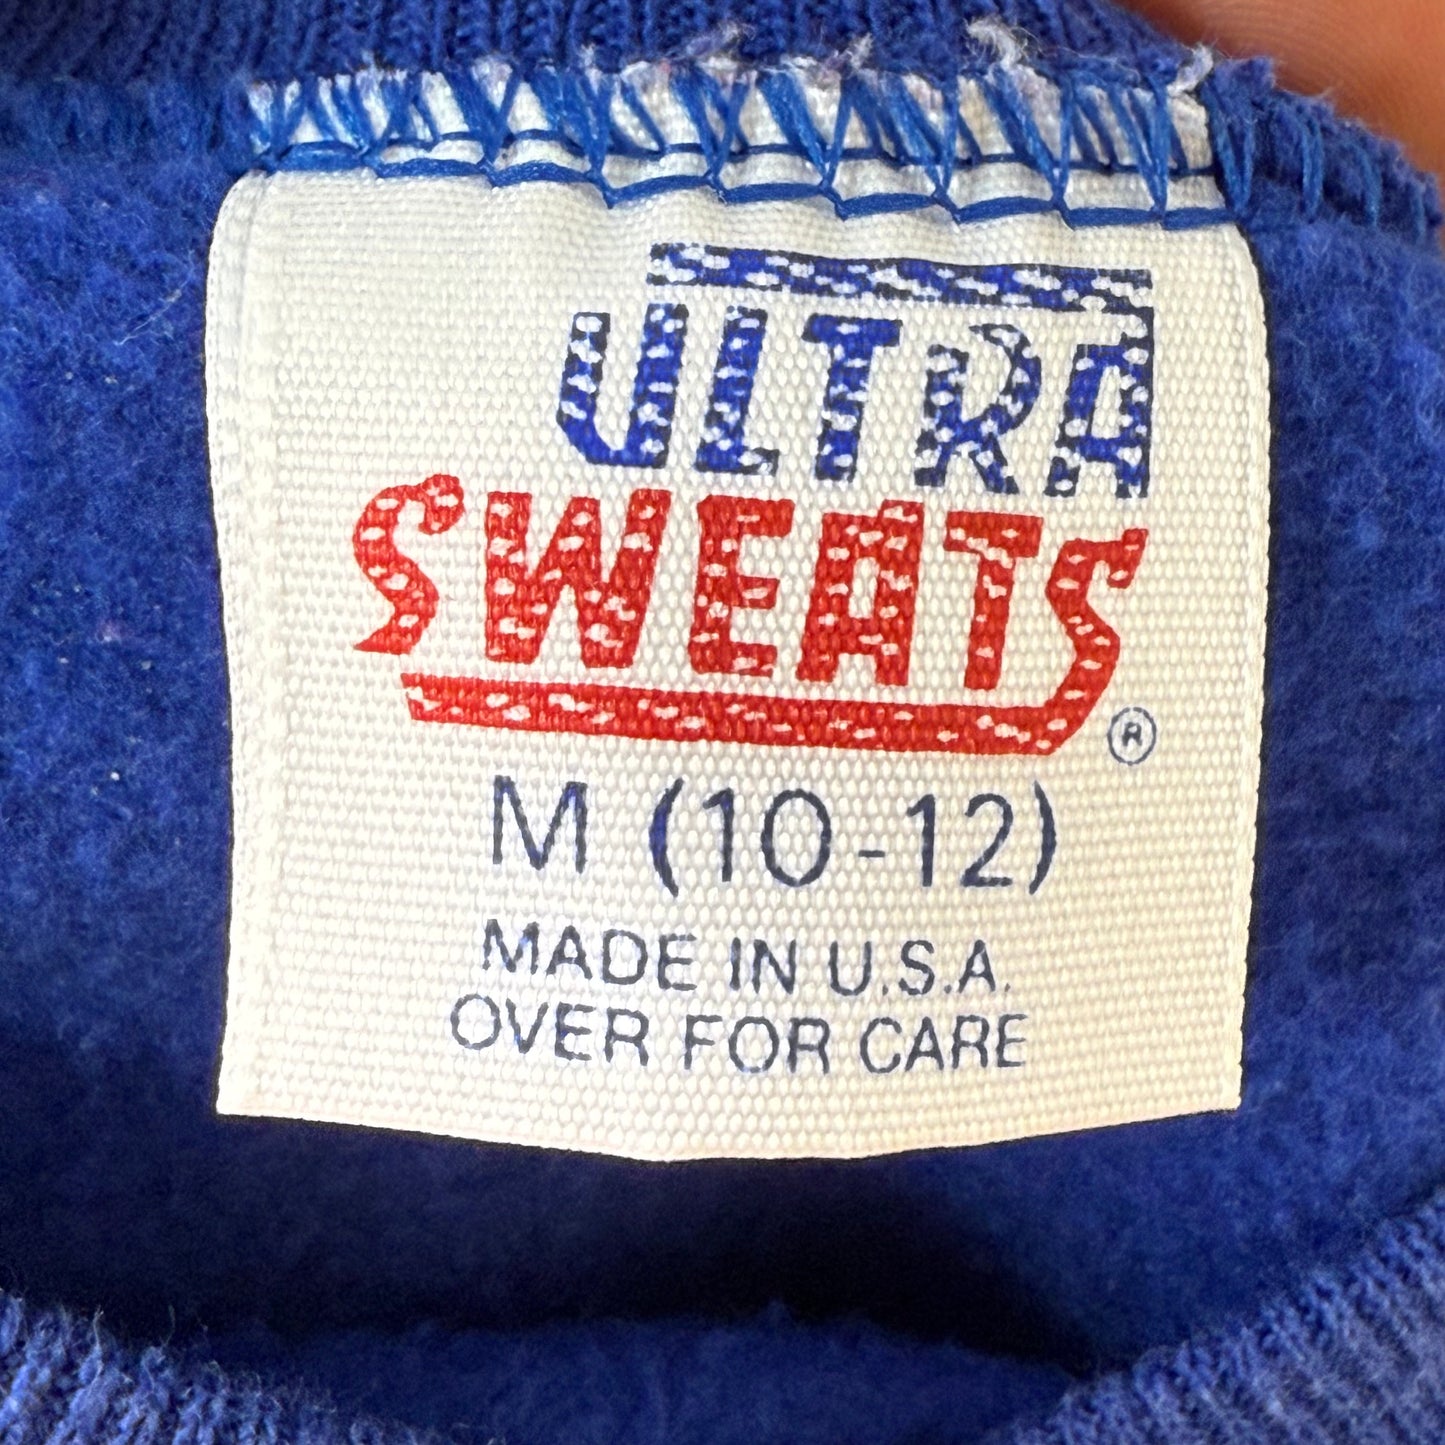 ULTRA
SWEATS®
M (10-12)
MADE IN U.S.A.
OVER FOR CARE